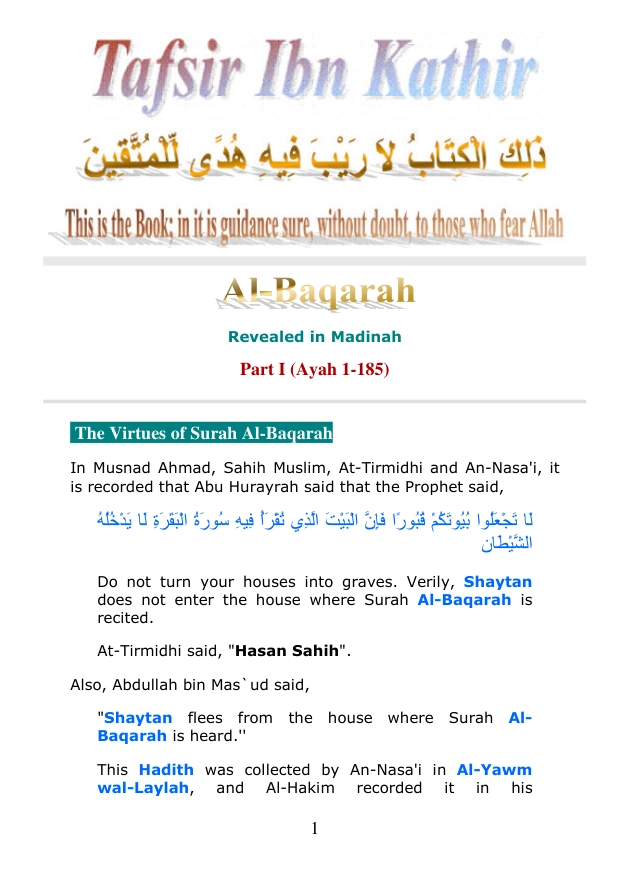 Tafsir Ibn Kathir
ذَلِكَ الْكِتَابُ لاَ رَيْبَ فِيهِ هُدًى لِّلْمُتَّقِينَ
This is the Book; in it is guidance sure, without doubt, to those who fear Allah
Al-Baqarah
Revealed in Madinah
Part I (Ayah 1-185)
The Virtues of Surah Al-Baqarah
In Musnad Ahmad, Sahih Muslim, At-Tirmidhi and An-Nasa'i, it
is recorded that Abu Hurayrah said that the Prophet said,
لَا تَجْعَلُوا بُيُوتَكُمْ قُبُورًا فَإِنَّ الْبَيْتَ الَّذِي تُقْرَأُ فِيهِ سُورَةُ الْبَقَرَةِ لَا يَدْخُلُهُ
الشَّيْطَان
Do not turn your houses into graves. Verily, Shaytan
does not enter the house where Surah Al-Baqarah is
recited.
At-Tirmidhi said, "Hasan Sahih".
Also, Abdullah bin Mas`ud said,
"Shaytan flees from the house where Surah Al-
Baqarah is heard.''
This Hadith was collected by An-Nasa'i in Al-Yawm
wal-Laylah, and Al-Hakim recorded it in his
1